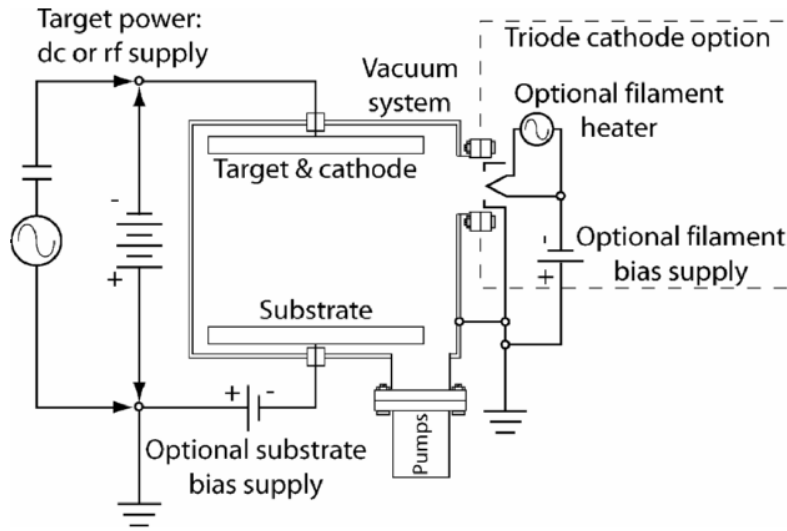 Target power:
dc or rf supply
Triode cathode option
Vacuum
system
Optional filament
heater
Target & cathode
-
+
-
+
Optional filament
bias supply
Substrate
+ -
Optional substrate
bias supply
Pumps